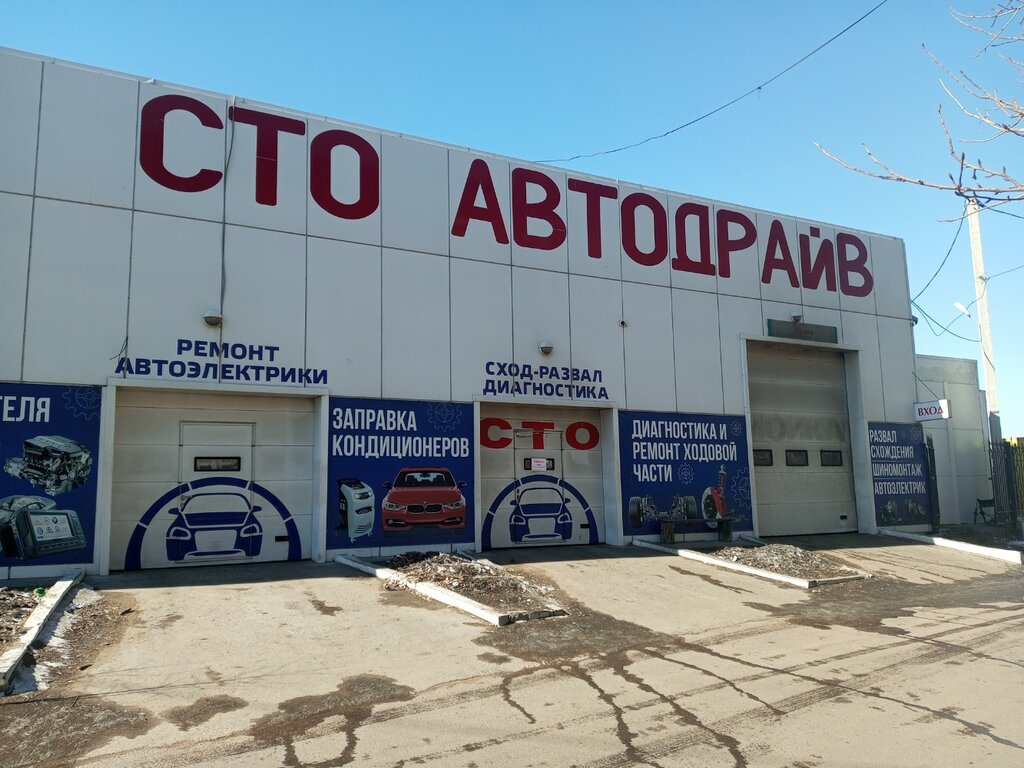 СТО АВТОДРАЙВ
РЕМОНТ
АВТОЭЛЕКТРИКИ
СХОД-РАЗВАЛ
ДИАГНОСТИКА
ТЕЛЯ
ЗАПРАВКА
КОНДИЦИОНЕРОВ
СТО
ДИАГНОСТИКА И
РЕМОНТ ХОДОВОЙ
ЧАСТИ
ВХОД
РАЗВАЛ
СХОЖДЕНИЯ
ШИНОМОНТАЖ
АВТОЭЛЕКТРИК